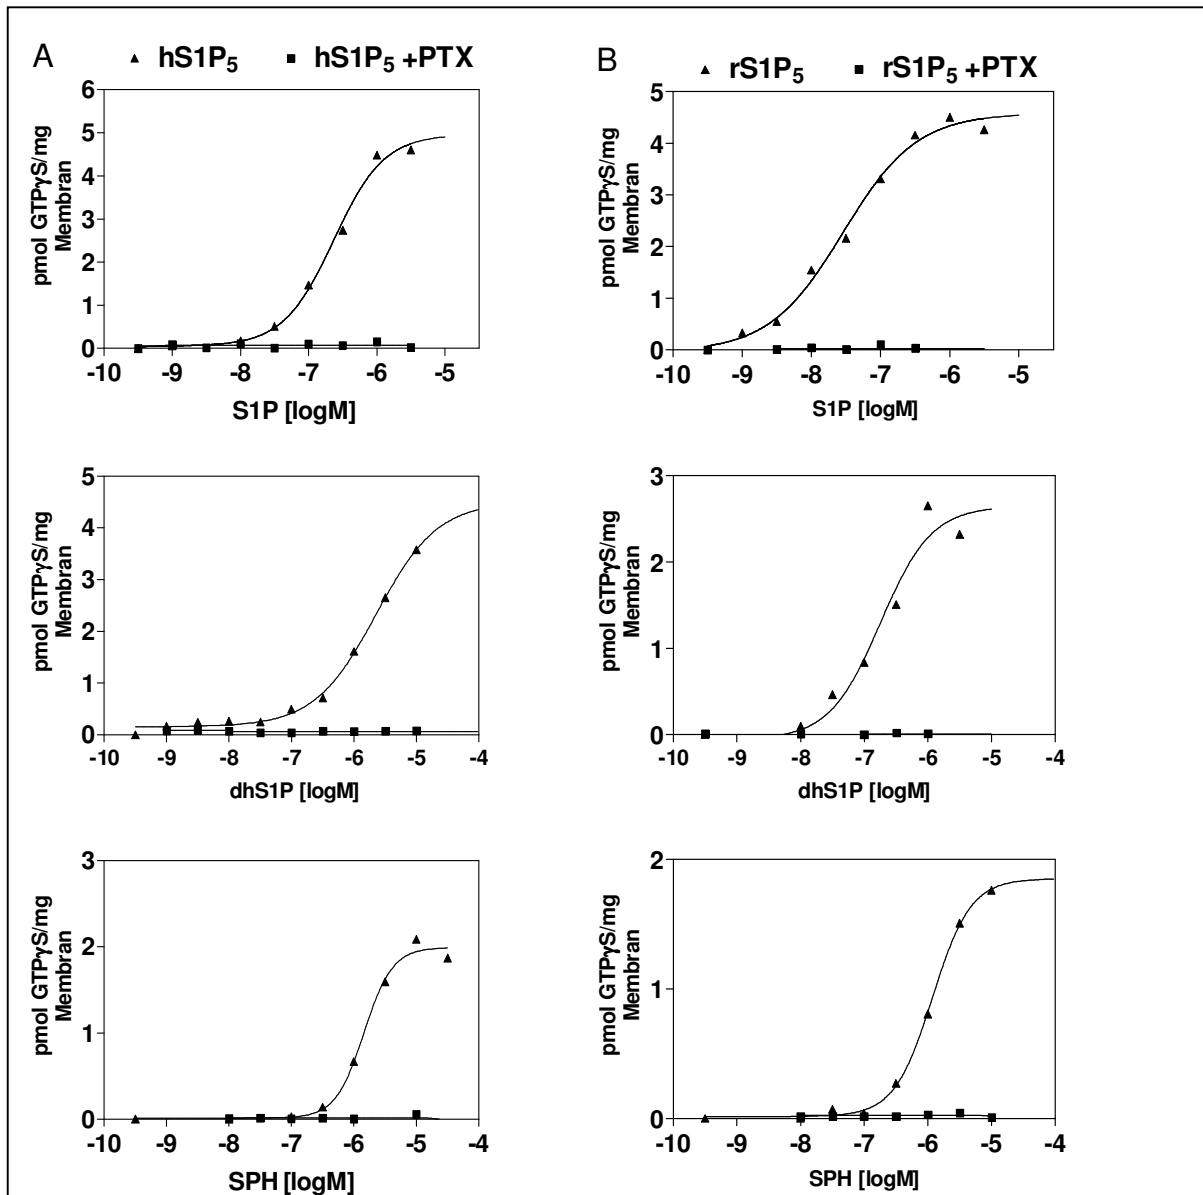 A
▲ hS1P5 ■ hS1P5 +PTX
pmol GTPγS/mg
Membran
6
5
4
3
2
1
0
-10 -9 -8 -7 -6 -5
S1P [logM]
B
▲ rS1P5 ■ rS1P5 +PTX
pmol GTPγS/mg
Membran
5
4
3
2
1
0
-10 -9 -8 -7 -6 -5
S1P [logM]
pmol GTPγS/mg
Membran
5
4
3
2
1
0
-10 -9 -8 -7 -6 -5 -4
dhS1P [logM]
pmol GTPγS/mg
Membran
3
2
1
0
-10 -9 -8 -7 -6 -5 -4
dhS1P [logM]
pmol GTPγS/mg
Membran
3
2
1
0
-10 -9 -8 -7 -6 -5 -4
SPH [logM]
pmol GTPγS/mg
Membran
2
1
0
-10 -9 -8 -7 -6 -5 -4
SPH [logM]